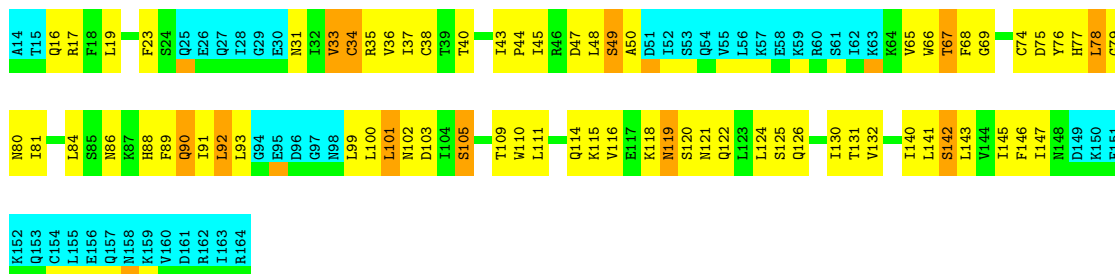 A14 T15 Q16 R17 F18 L19 F23 S24 Q25 E26 Q27 I28 G29 E30 N31 I32 V33 C34 R35 V36 I37 C38 T39 T40 I43 P44 I45 R46 D47 L48 S49 A50 D51 I52 S53 Q54 V55 L56 K57 E58 K59 R60 S61 I62 K63 K64 V65 W66 T67 F68 G69 C74 D75 Y76 H77 L78 G79
N80 I81 L84 S85 N86 K87 H88 F89 Q90 I91 L92 L93 G94 E95 D96 G97 N98 L99 L100 L101 N102 D103 I104 S105 T109 W110 L111 Q114 K115 V116 E117 K118 N119 S120 N121 Q122 L123 L124 S125 Q126 I130 T131 V132 I140 L141 S142 L143 V144 I145 F146 I147 N148 D149 K150 E151
K152 Q153 C154 L155 E156 Q157 N158 K159 V160 D161 R162 I163 R164